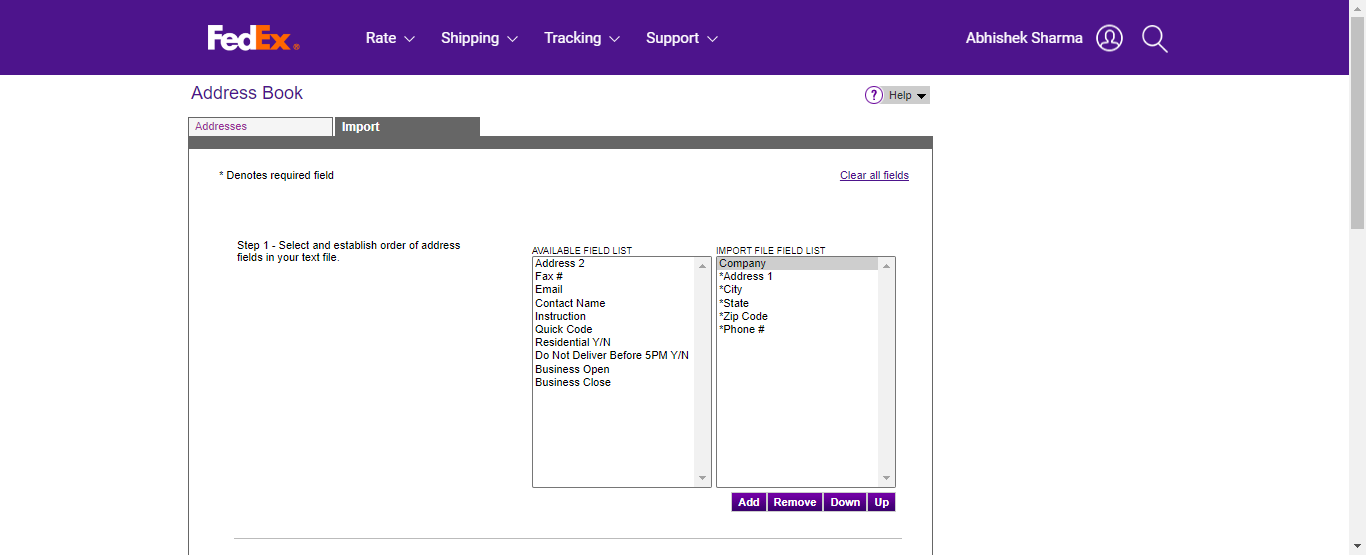 FedEx® Rate Shipping Tracking Support Abhishek Sharma
Address Book
? Help
Addresses Import
* Denotes required field Clear all fields
Step 1 - Select and establish order of address
fields in your text file.
AVAILABLE FIELD LIST
Address 2
Fax #
Email
Contact Name
Instruction
Quick Code
Residential Y/N
Do Not Deliver Before 5PM Y/N
Business Open
Business Close
IMPORT FILE FIELD LIST
Company
*Address 1
*City
*State
*Zip Code
*Phone #
Add Remove Down Up